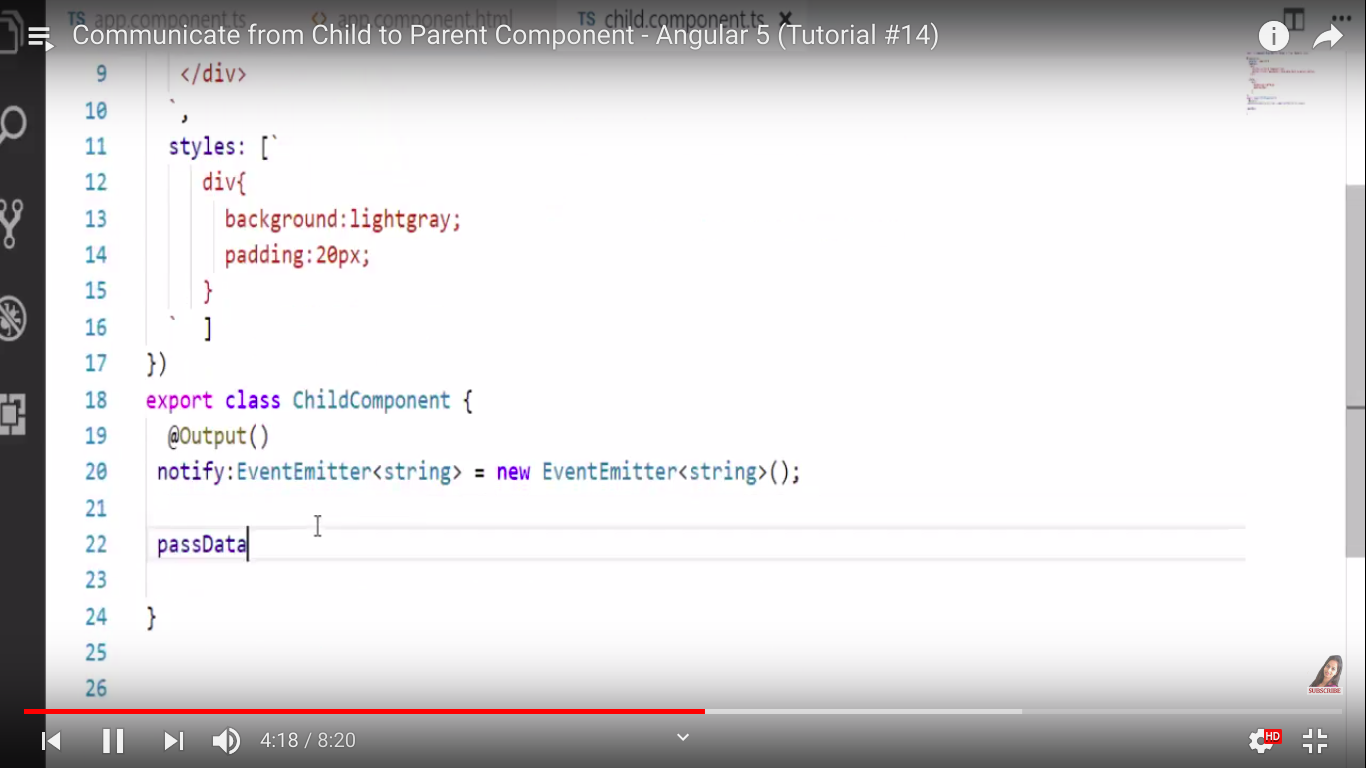 TS app.component.ts <> app.component.html TS child.component.ts ×
Communicate from Child to Parent Component - Angular 5 (Tutorial #14)
9 </div>
10 `,
11 styles: [`
12 div{
13 background:lightgray;
14 padding:20px;
15 }
16 ` ]
17 })
18 export class ChildComponent {
19 @Output()
20 notify:EventEmitter<string> = new EventEmitter<string>();
21
22 passData
23
24 }
25
26
SUBSCRIBE
4:18 / 8:20
HD